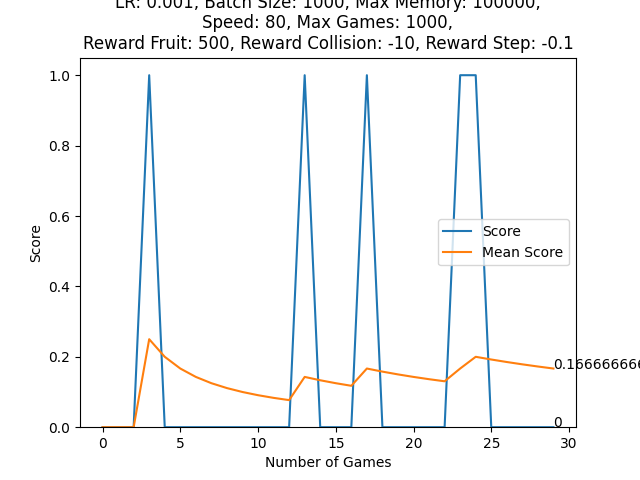 LR: 0.001, Batch Size: 1000, Max Memory: 100000,
Speed: 80, Max Games: 1000,
Reward Fruit: 500, Reward Collision: -10, Reward Step: -0.1
1.0
0.8
0.6
0.4
0.2
0.0
Score
Score
Mean Score
0.166666666
0
0 5 10 15 20 25 30
Number of Games